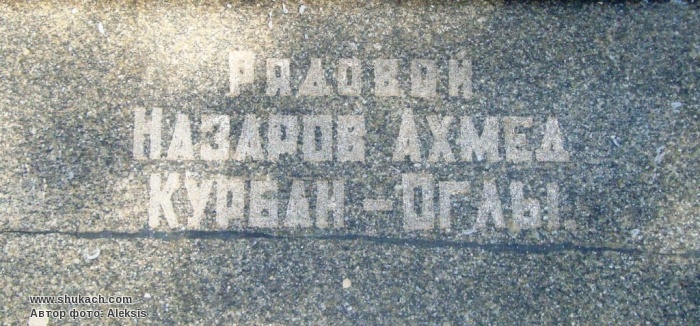 Рядовой
Назаров Ахмед
Курбан-Оглы
www.shukach.com
Автор фото: Aleksis